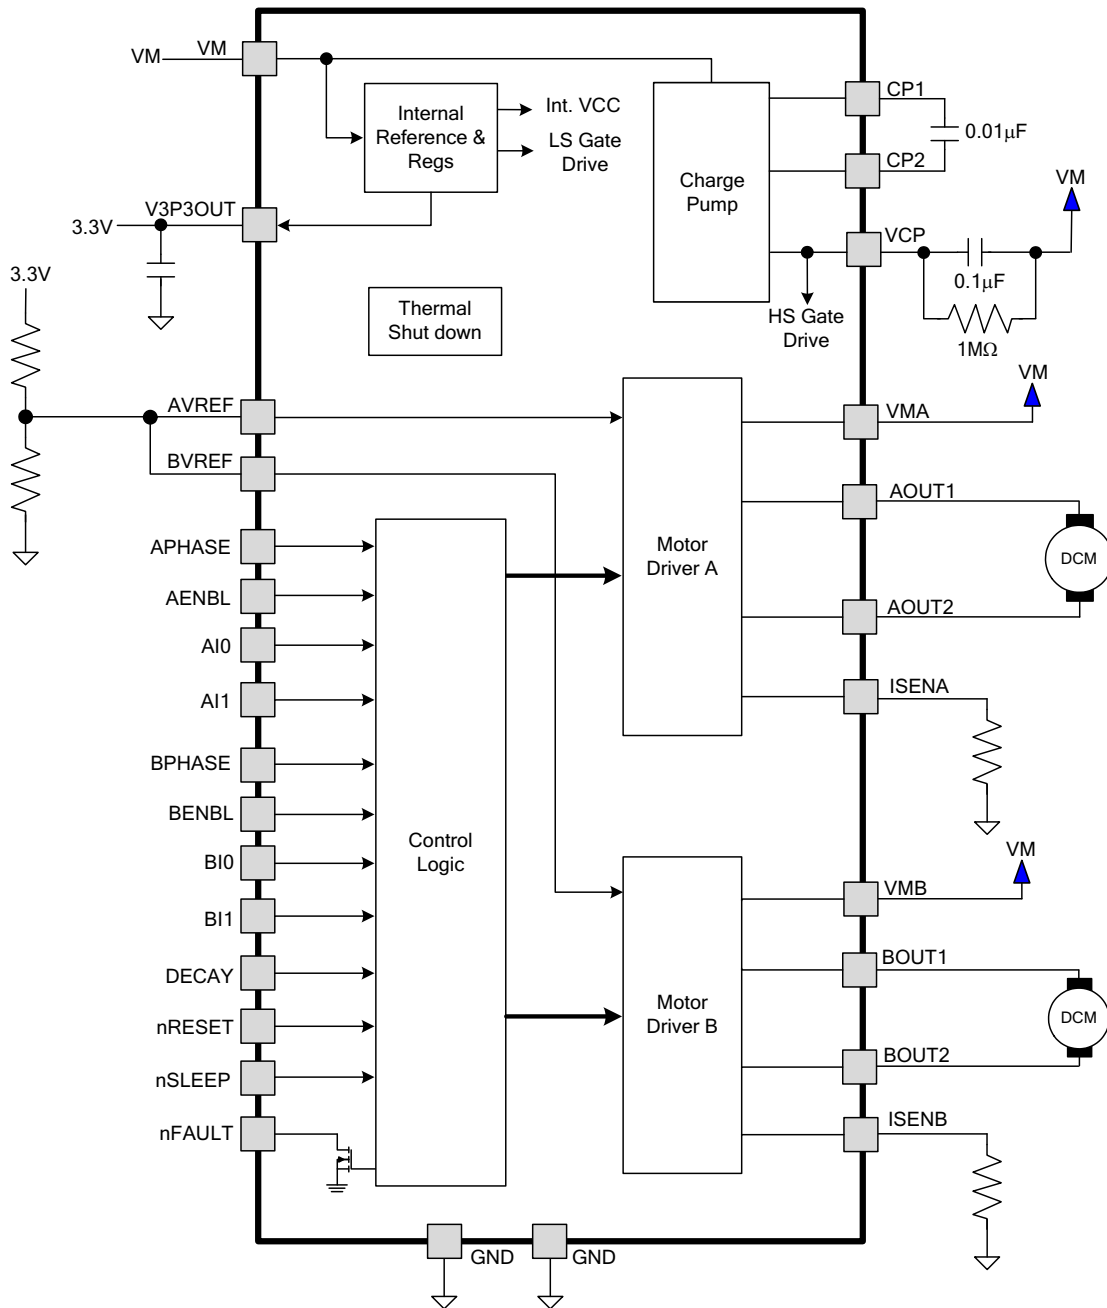 VM
VM
Internal
Reference &
Regs
Int. VCC
LS Gate
Drive
V3P3OUT
3.3V
3.3V
Thermal
Shut down
Charge
Pump
CP1
0.01µF
CP2
VM
VCP
0.1µF
1MΩ
HS Gate
Drive
AVREF
BVREF
APHASE
AENBL
AI0
AI1
BPHASE
BENBL
BI0
BI1
DECAY
nRESET
nSLEEP
nFAULT
Control
Logic
Motor
Driver A
VM
VMA
AOUT1
DCM
AOUT2
ISENA
Motor
Driver B
VM
VMB
BOUT1
DCM
BOUT2
ISENB
GND
GND